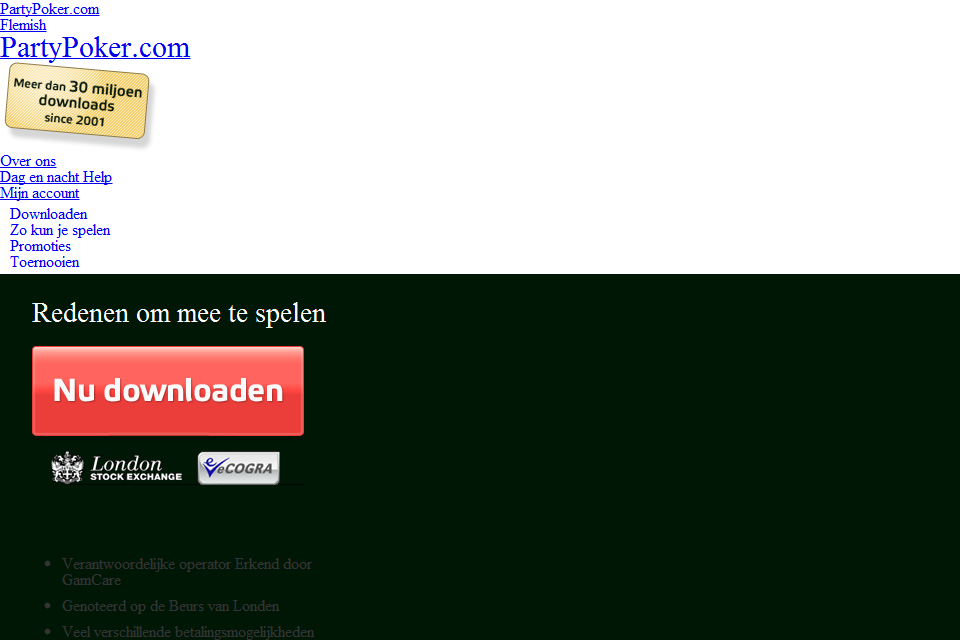 PartyPoker.com
Flemish
PartyPoker.com
Meer dan 30 miljoen
downloads
since 2001
Over ons
Dag en nacht Help
Mijn account
Downloaden
Zo kun je spelen
Promoties
Toernooien
Redenen om mee te spelen
Nu downloaden
London
STOCK EXCHANGE
eCOGRA
Verantwoordelijke operator Erkend door
GamCare
Genoteerd op de Beurs van Londen
Veel verschillende betalingsmogelijkheden